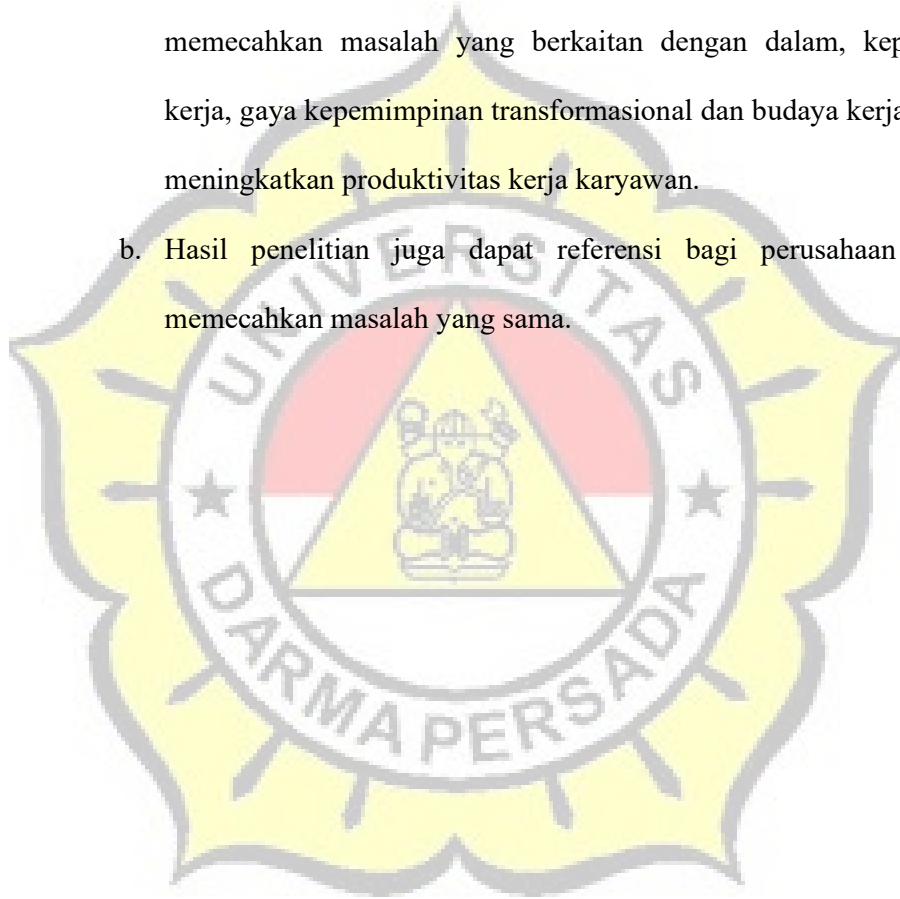 memecahkan masalah yang berkaitan dengan dalam,
kerja, gaya kepemimpinan transformasional dan budaya kerja
meningkatkan produktivitas kerja karyawan.
b. Hasil penelitian juga dapat referensi bagi perusahaan
memecahkan masalah yang sama.
UNIVERSITAS
DARMA PERSADA